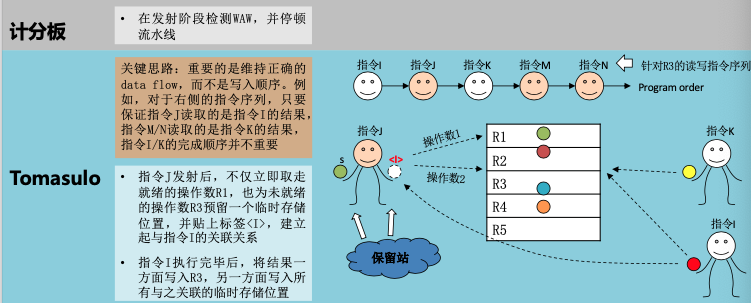 计分板
• 在发射阶段检测WAW，并停顿
流水线
关键思路：重要的是维持正确的
data flow，而不是写入顺序。例
如，对于右侧的指令序列，只要
保证指令J读取的是指令I的结果，
指令M/N读取的是指令K的结果，
指令I/K的完成顺序并不重要
Tomasulo
• 指令J发射后，不仅立即取走
就绪的操作数R1，也为未就绪
的操作数R3预留一个临时存储
位置，并贴上标签<I>，建立
起与指令I的关联关系
• 指令I执行完毕后，将结果一
方面写入R3，另一方面写入所
有与之关联的临时存储位置
指令I 指令J 指令K 指令M 指令N 针对R3的读写指令序列
Program order
指令J
S
<I>
操作数1
操作数2
保留站
R1
R2
R3
R4
R5
指令K
指令I